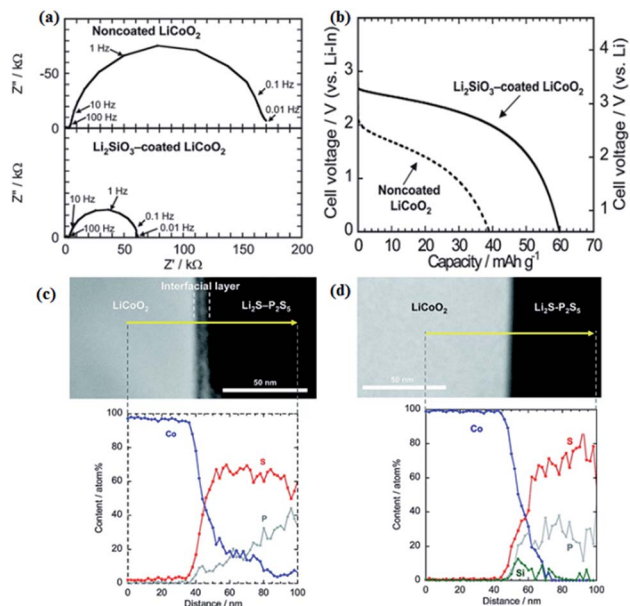 (a)
Noncoated LiCoO₂
1 Hz
10 Hz
100 Hz
0.1 Hz
0.01 Hz
-50
0
Z" / kΩ
Li₂SiO₃–coated LiCoO₂
10 Hz
1 Hz
100 Hz
0.1 Hz
0.01 Hz
Z" / kΩ
0 50 100 150 200
Z' / kΩ
(b)
Cell voltage / V (vs. Li-In)
3
2
1
0
Li₂SiO₃–coated LiCoO₂
Noncoated
LiCoO₂
4
3
2
1
Cell voltage / V (vs. Li)
0 10 20 30 40 50 60 70
Capacity / mAh g⁻¹
(c)
Interfacial layer
LiCoO₂
Li₂S–P₂S₅
50 nm
Content / atom%
100
80
60
40
20
0
Co
S
P
0 20 40 60 80 100
Distance / nm
(d)
LiCoO₂
Li₂S-P₂S₅
50 nm
Content / atom%
100
80
60
40
20
0
Co
S
P
Si
0 20 40 60 80 100
Distance / nm